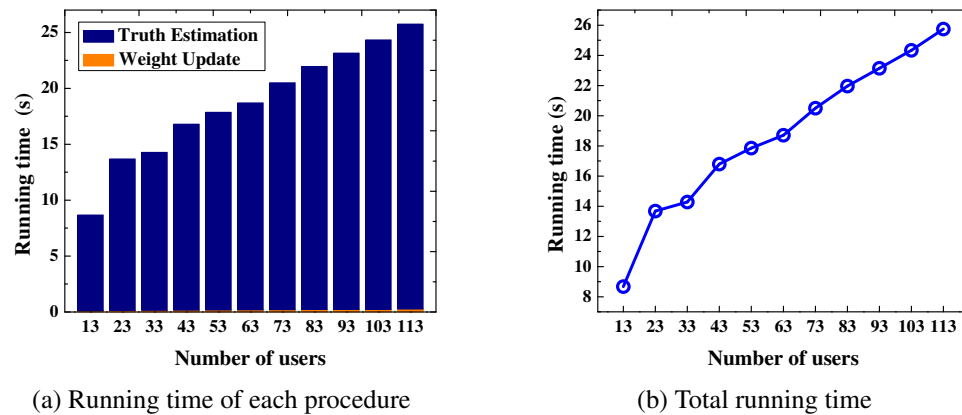 25
20
15
10
5
0
Running time (s)
Truth Estimation
Weight Update
13 23 33 43 53 63 73 83 93 103 113
Number of users
(a) Running time of each procedure
26
24
22
20
18
16
14
12
10
8
Running time (s)
13 23 33 43 53 63 73 83 93 103 113
Number of users
(b) Total running time